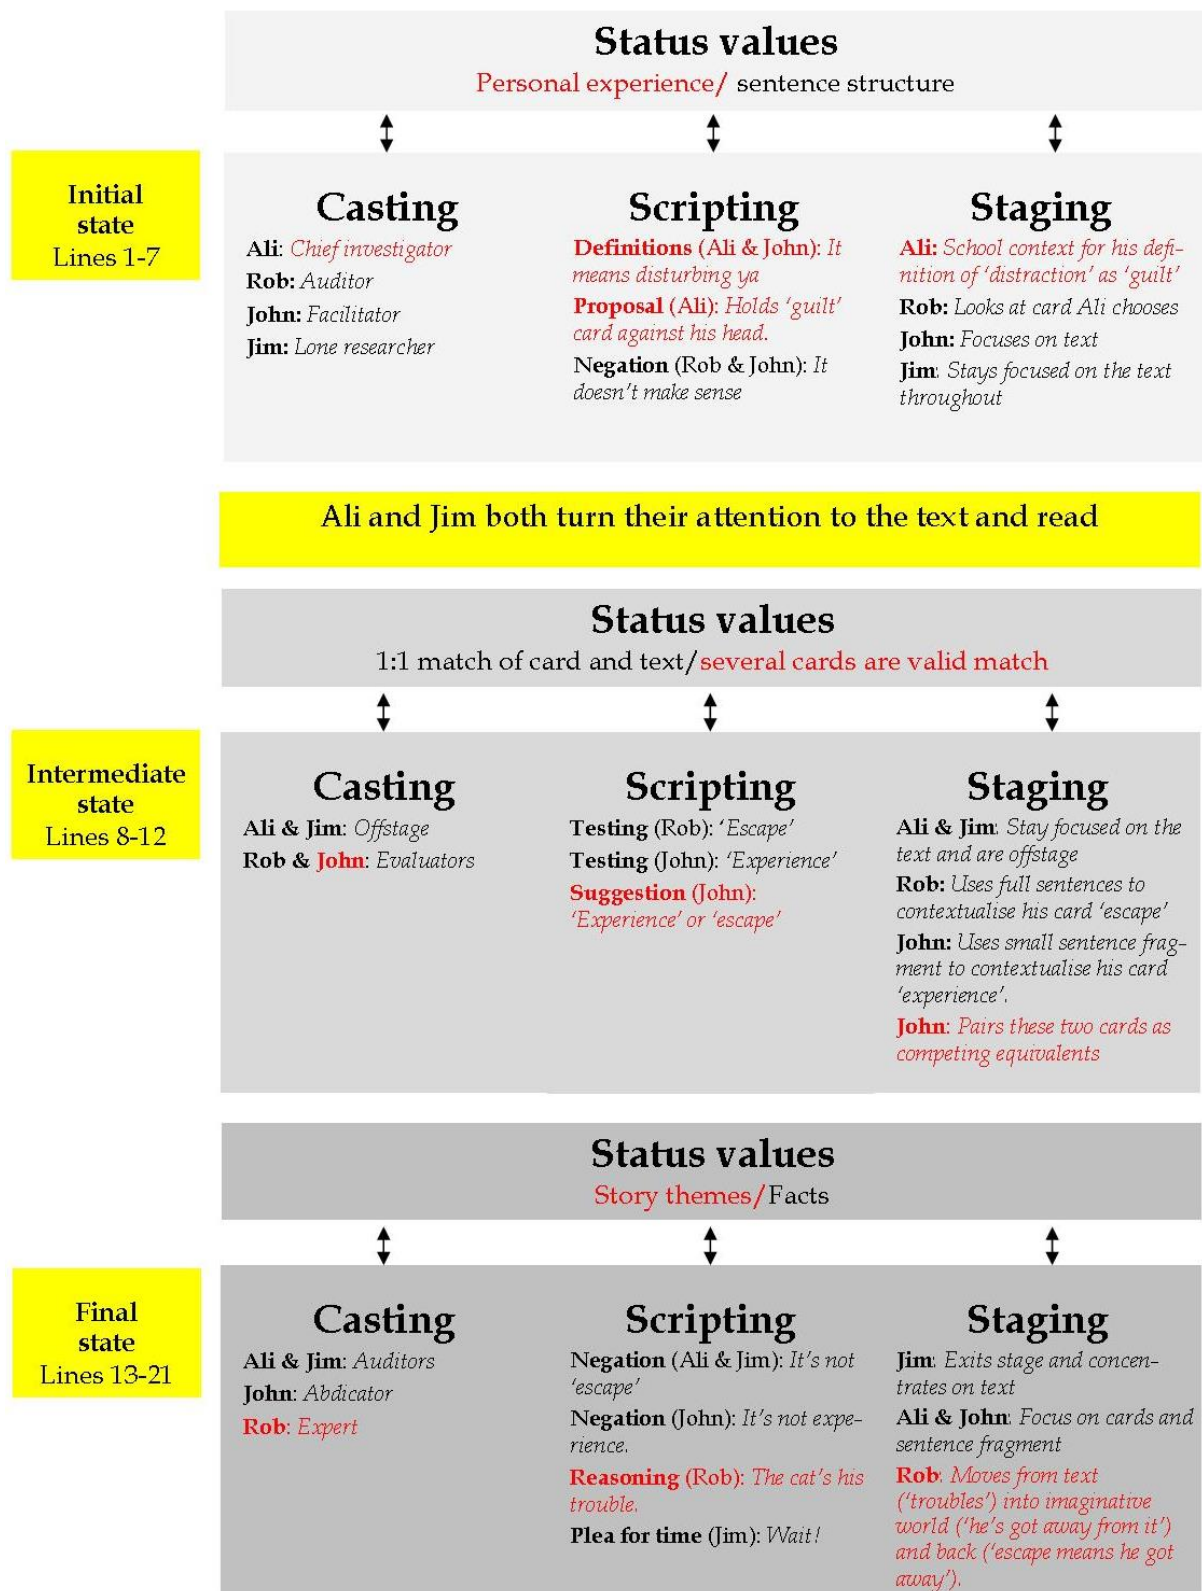 Status values
Personal experience/ sentence structure
Initial
state
Lines 1-7
Casting
Ali: Chief investigator
Rob: Auditor
John: Facilitator
Jim: Lone researcher
Scripting
Definitions (Ali & John): It
means disturbing ya
Proposal (Ali): Holds ‘guilt’
card against his head.
Negation (Rob & John): It
doesn’t make sense
Staging
Ali: School context for his defi-
nition of ‘distraction’ as ‘guilt’
Rob: Looks at card Ali chooses
John: Focuses on text
Jim: Stays focused on the text
throughout
Ali and Jim both turn their attention to the text and read
Status values
1:1 match of card and text/several cards are valid match
Intermediate
state
Lines 8-12
Casting
Ali & Jim: Offstage
Rob & John: Evaluators
Scripting
Testing (Rob): ‘Escape’
Testing (John): ‘Experience’
Suggestion (John):
‘Experience’ or ‘escape’
Staging
Ali & Jim: Stay focused on the
text and are offstage
Rob: Uses full sentences to
contextualise his card ‘escape’
John: Uses small sentence frag-
ment to contextualise his card
‘experience’.
John: Pairs these two cards as
competing equivalents
Status values
Story themes/Facts
Final
state
Lines 13-21
Casting
Ali & Jim: Auditors
John: Abdicator
Rob: Expert
Scripting
Negation (Ali & Jim): It’s not
‘escape’
Negation (John): It’s not expe-
rience.
Reasoning (Rob): The cat’s his
trouble.
Plea for time (Jim): Wait!
Staging
Jim: Exits stage and concen-
trates on text
Ali & John: Focus on cards and
sentence fragment
Rob: Moves from text
(‘troubles’) into imaginative
world (‘he’s got away from it’)
and back (‘escape means he got
away’).